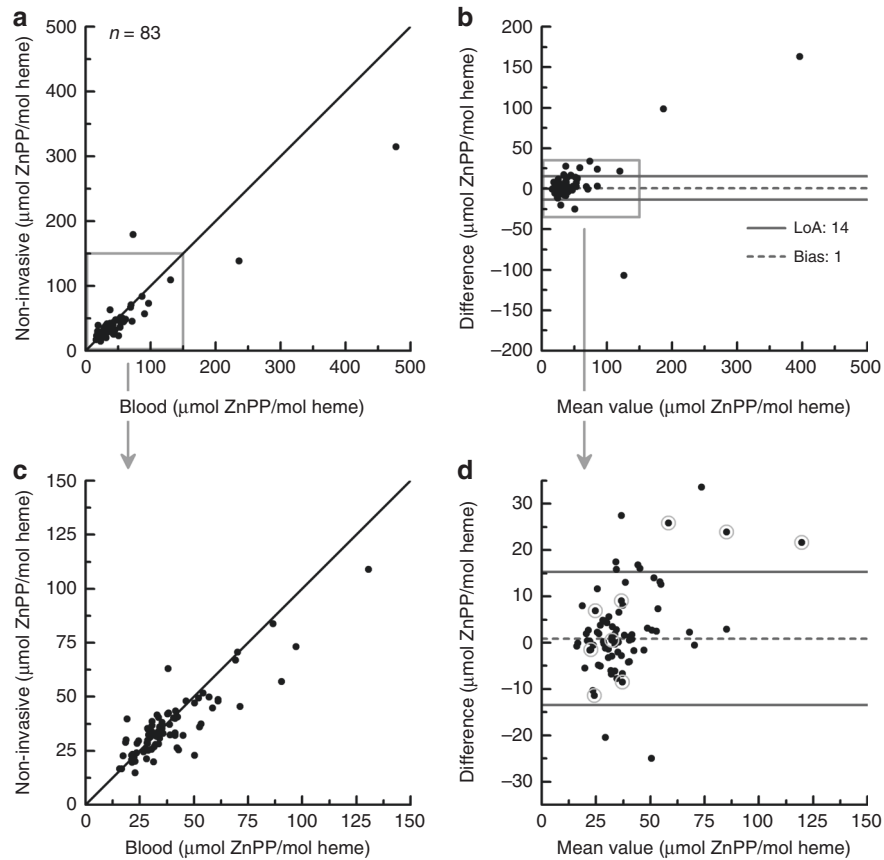 a
n = 83
Non-invasive (μmol ZnPP/mol heme)
500
400
300
200
100
0
0 100 200 300 400 500
Blood (μmol ZnPP/mol heme)
b
Difference (μmol ZnPP/mol heme)
200
150
100
50
25
0
−50
−100
−150
−200
LoA: 14
Bias: 1
0 100 200 300 400 500
Mean value (μmol ZnPP/mol heme)
c
Non-invasive (μmol ZnPP/mol heme)
150
125
100
75
50
25
0
0 25 50 75 100 125 150
Blood (μmol ZnPP/mol heme)
d
Difference (μmol ZnPP/mol heme)
30
20
10
0
−10
−20
−30
0 25 50 75 100 125 150
Mean value (μmol ZnPP/mol heme)